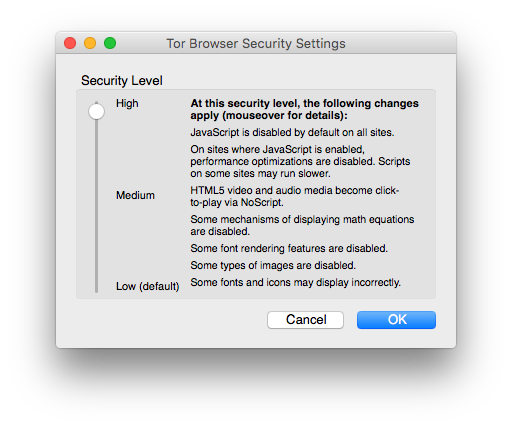 Tor Browser Security Settings
Security Level
High
At this security level, the following changes
apply (mouseover for details):
JavaScript is disabled by default on all sites.
On sites where JavaScript is enabled,
performance optimizations are disabled. Scripts
on some sites may run slower.
Medium
HTML5 video and audio media become click-
to-play via NoScript.
Some mechanisms of displaying math equations
are disabled.
Some font rendering features are disabled.
Some types of images are disabled.
Low (default)
Some fonts and icons may display incorrectly.
Cancel
OK